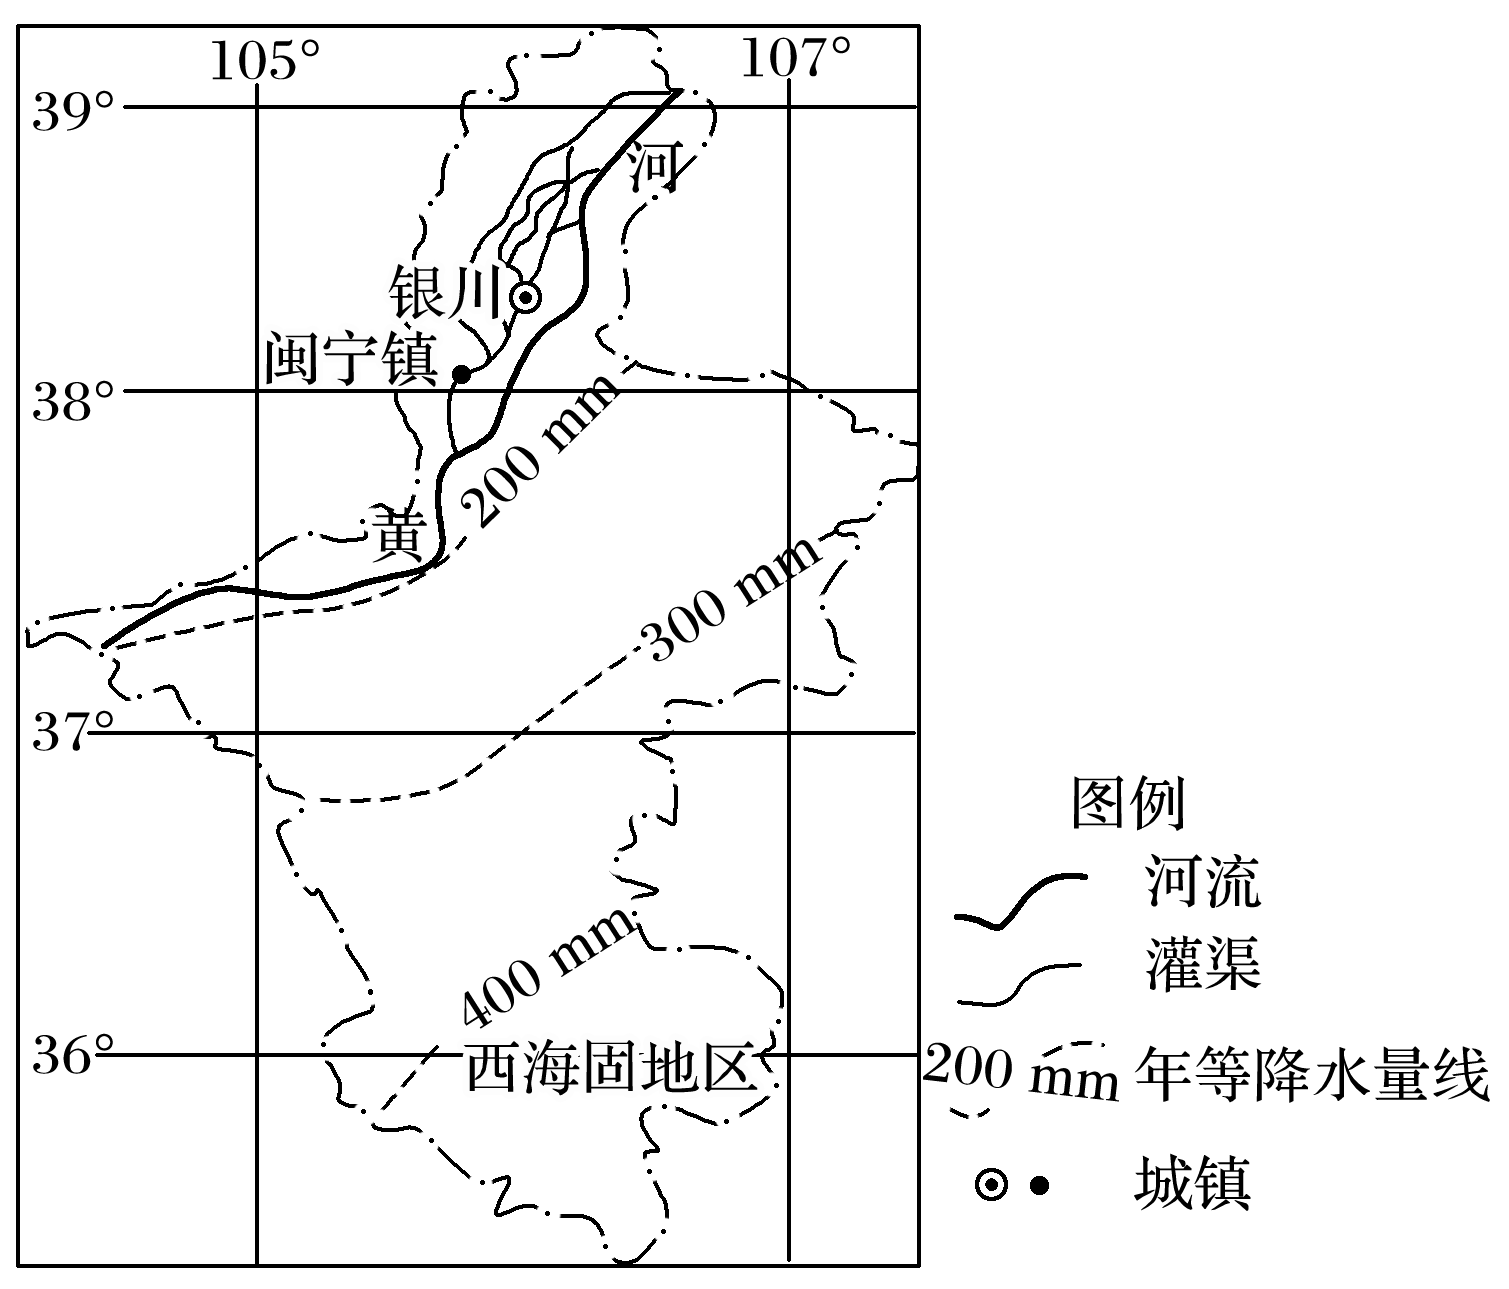 105° 107°
39°
河
银川
闽宁镇
38°
200 mm
黄
300 mm
37°
400 mm
36°
西海固地区
图例
河流
灌渠
200 mm 年等降水量线
城镇